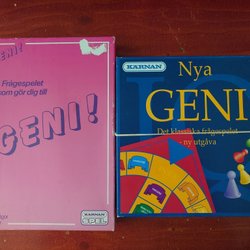 GENI!
Frågespelet
som gör dig till
GENI!
KARNAN
SPEL
KARNAN
Nya
GENI
Det klassiska frågespelet
- ny utgåva